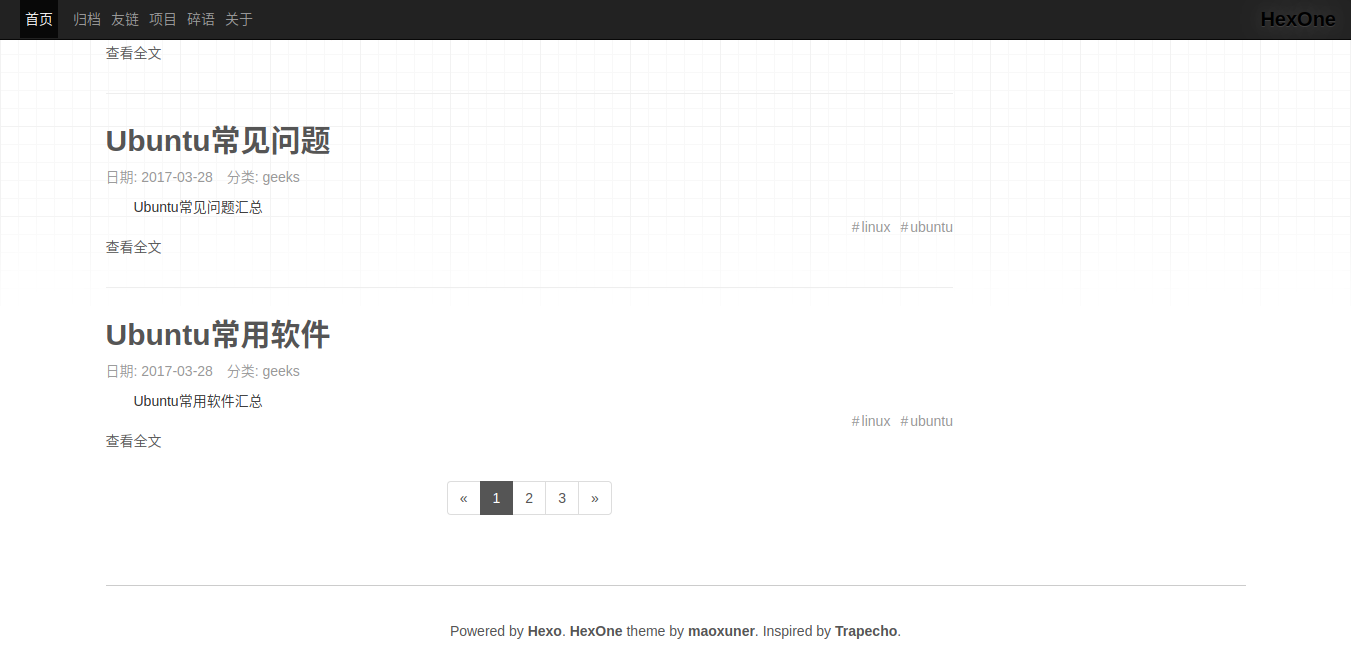 首页 归档 友链 项目 碎语 关于 HexOne
查看全文
Ubuntu常见问题
日期: 2017-03-28 分类: geeks
Ubuntu常见问题汇总
#linux #ubuntu
查看全文
Ubuntu常用软件
日期: 2017-03-28 分类: geeks
Ubuntu常用软件汇总
#linux #ubuntu
查看全文
« 1 2 3 »
Powered by Hexo. HexOne theme by maoxuner. Inspired by Trapecho.